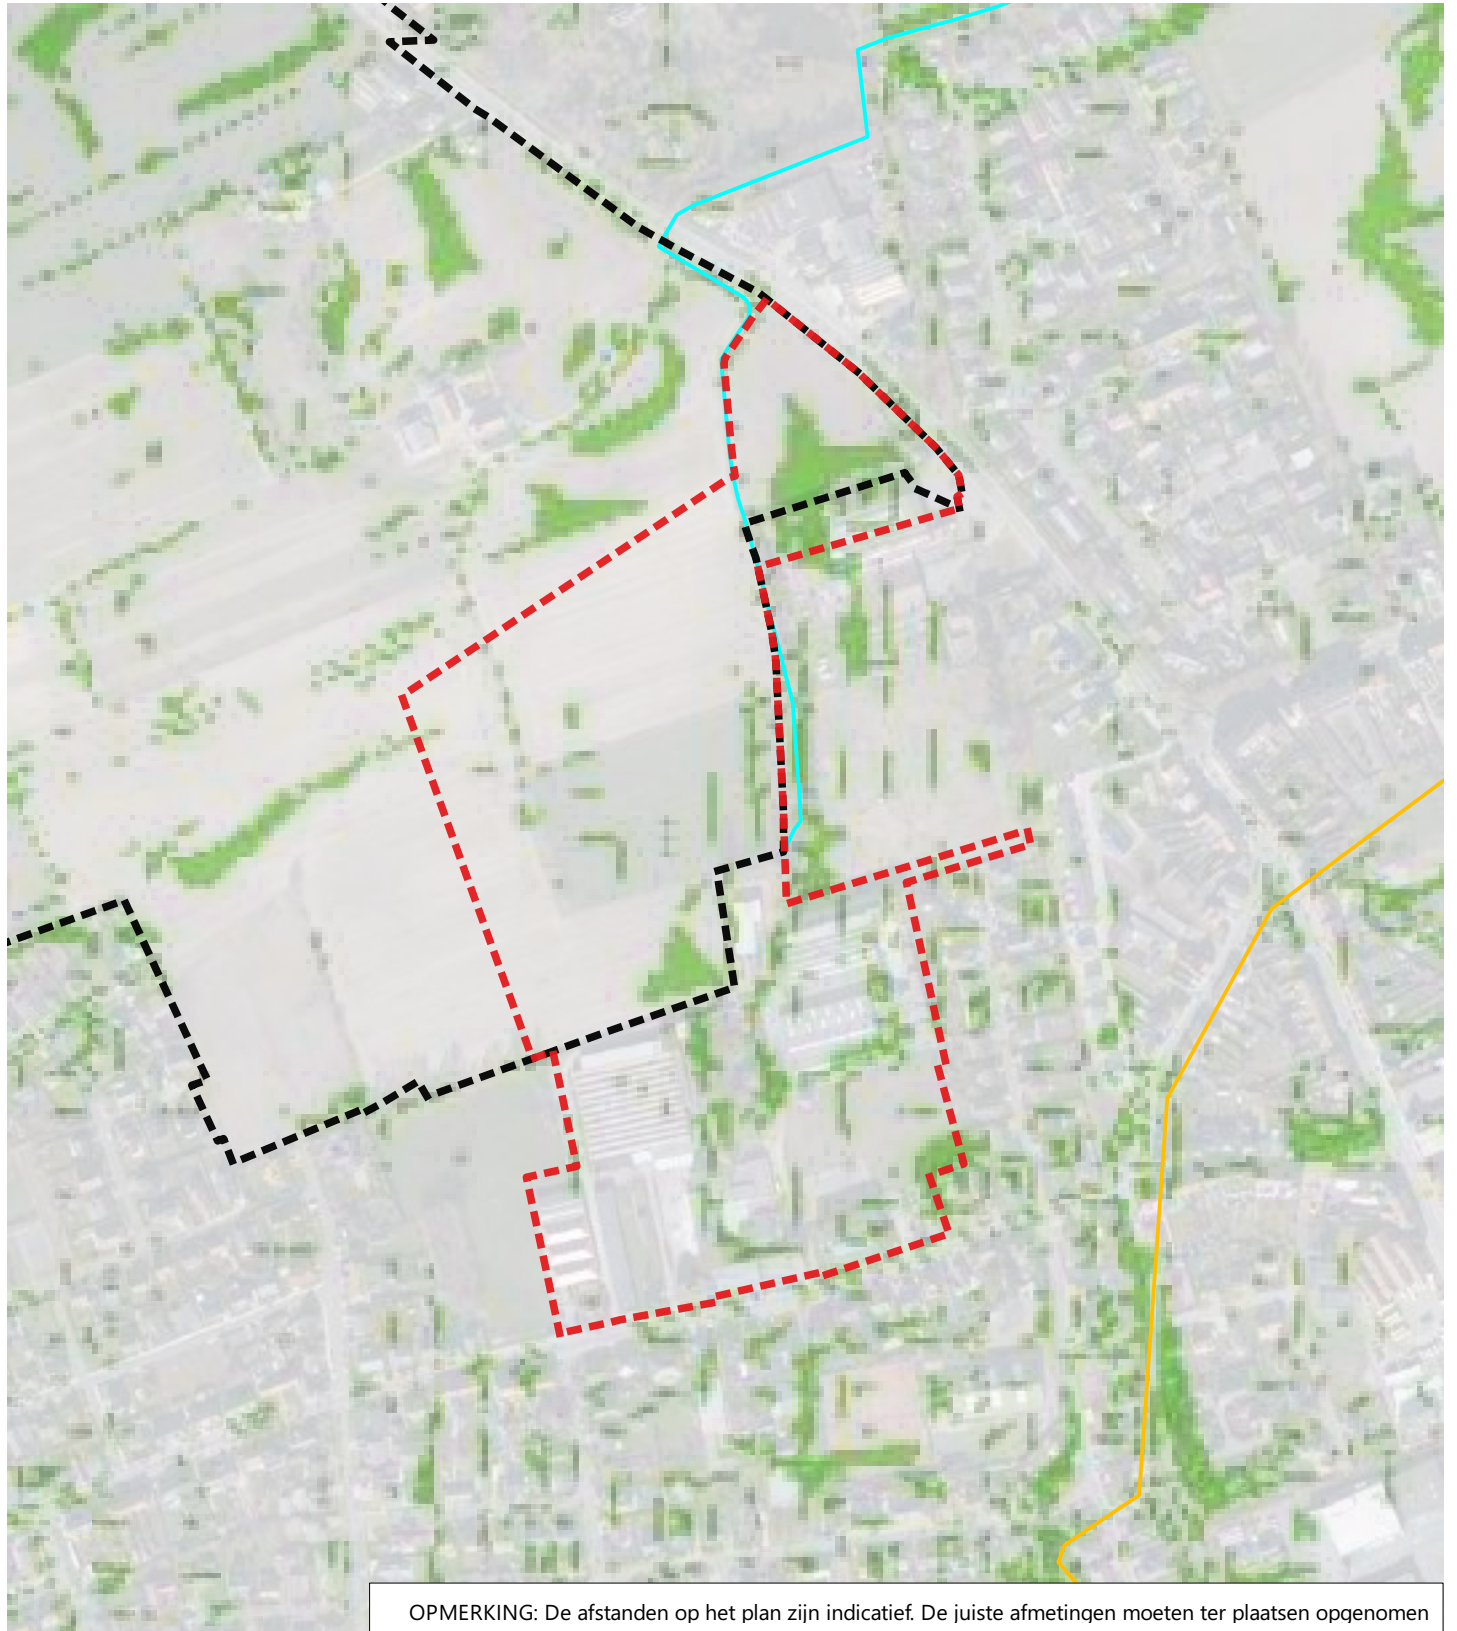 OPMERKING: De afstanden op het plan zijn indicatief. De juiste afmetingen moeten ter plaatsen opgenomen